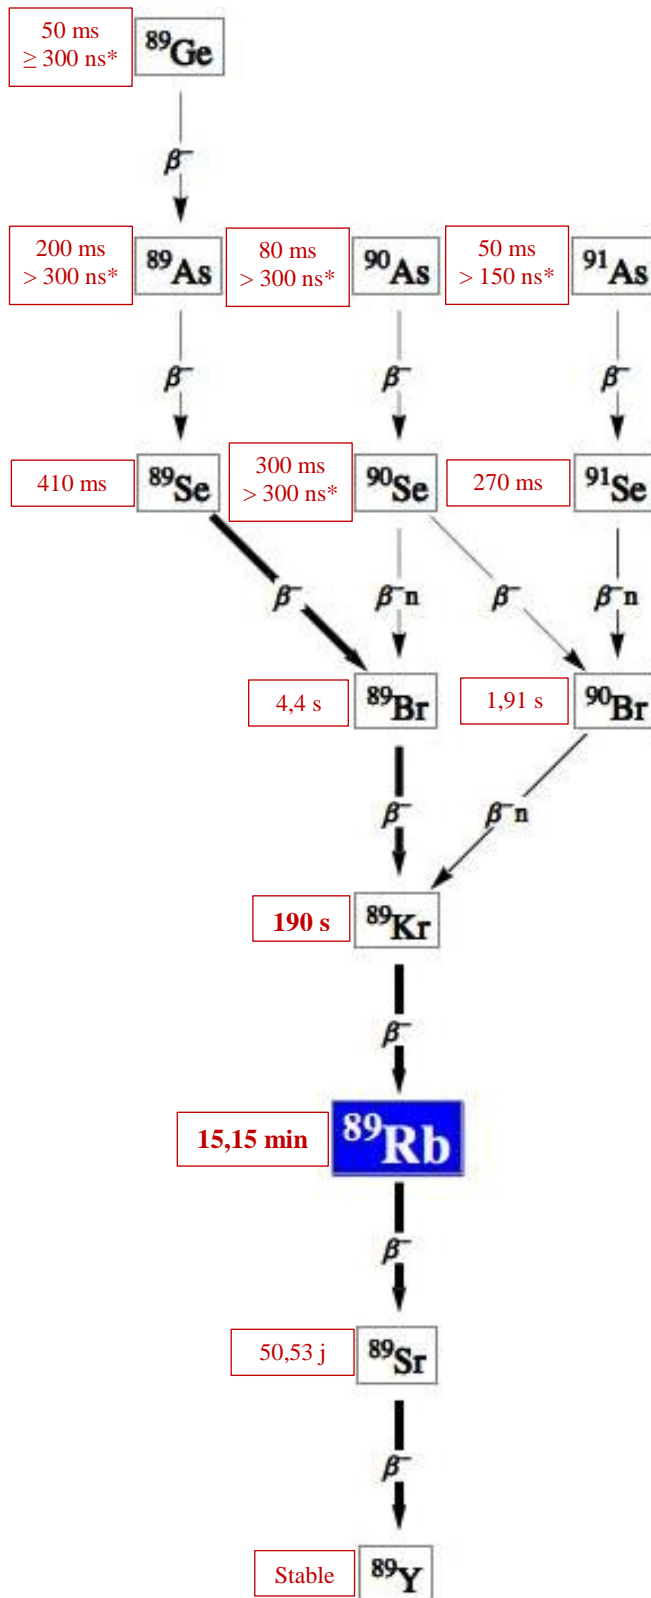 50 ms
≥ 300 ns*
⁸⁹Ge
β⁻
200 ms
> 300 ns*
⁸⁹As
80 ms
> 300 ns*
⁹⁰As
50 ms
> 150 ns*
⁹¹As
β⁻
β⁻
β⁻
410 ms
⁸⁹Se
300 ms
> 300 ns*
⁹⁰Se
270 ms
⁹¹Se
β⁻
β⁻n
β⁻
β⁻n
4,4 s
⁸⁹Br
1,91 s
⁹⁰Br
β⁻
β⁻n
190 s
⁸⁹Kr
β⁻
15,15 min
⁸⁹Rb
β⁻
50,53 j
⁸⁹Sr
β⁻
Stable
⁸⁹Y